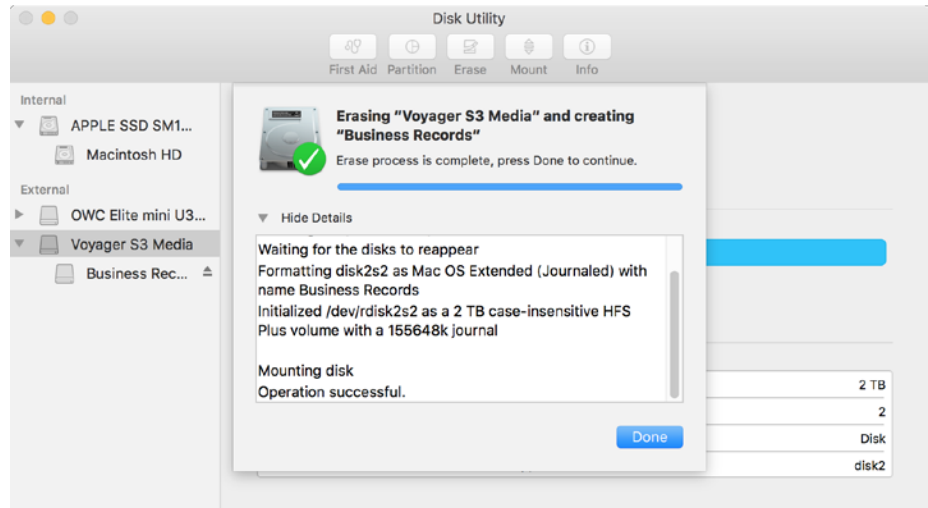 Disk Utility
First Aid
Partition
Erase
Mount
Info
Internal
APPLE SSD SM1...
Macintosh HD
External
OWC Elite mini U3...
Voyager S3 Media
Business Rec...
Erasing “Voyager S3 Media” and creating
“Business Records”
Erase process is complete, press Done to continue.
Hide Details
Waiting for the disks to reappear
Formatting disk2s2 as Mac OS Extended (Journaled) with
name Business Records
Initialized /dev/rdisk2s2 as a 2 TB case-insensitive HFS
Plus volume with a 155648k journal
Mounting disk
Operation successful.
Done
2 TB
2
Disk
disk2